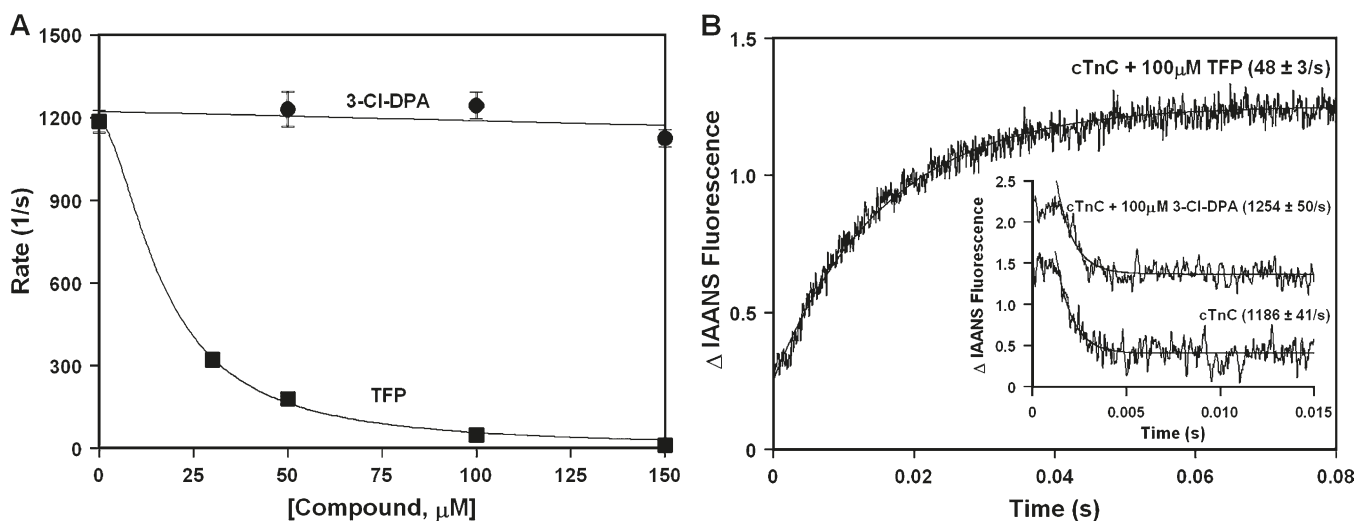 A
Rate (1/s)
1500
1200
900
600
300
0
3-Cl-DPA
TFP
0
25
50
75
100
125
150
[Compound, μM]
B
Δ IAANS Fluorescence
1.5
1.0
0.5
0
cTnC + 100μM TFP (48 ± 3/s)
Δ IAANS Fluorescence
2.5
2.0
1.5
1.0
0.5
0
cTnC + 100μM 3-Cl-DPA (1254 ± 50/s)
cTnC (1186 ± 41/s)
0
0.005
0.010
0.015
Time (s)
0
0.02
0.04
0.06
0.08
Time (s)